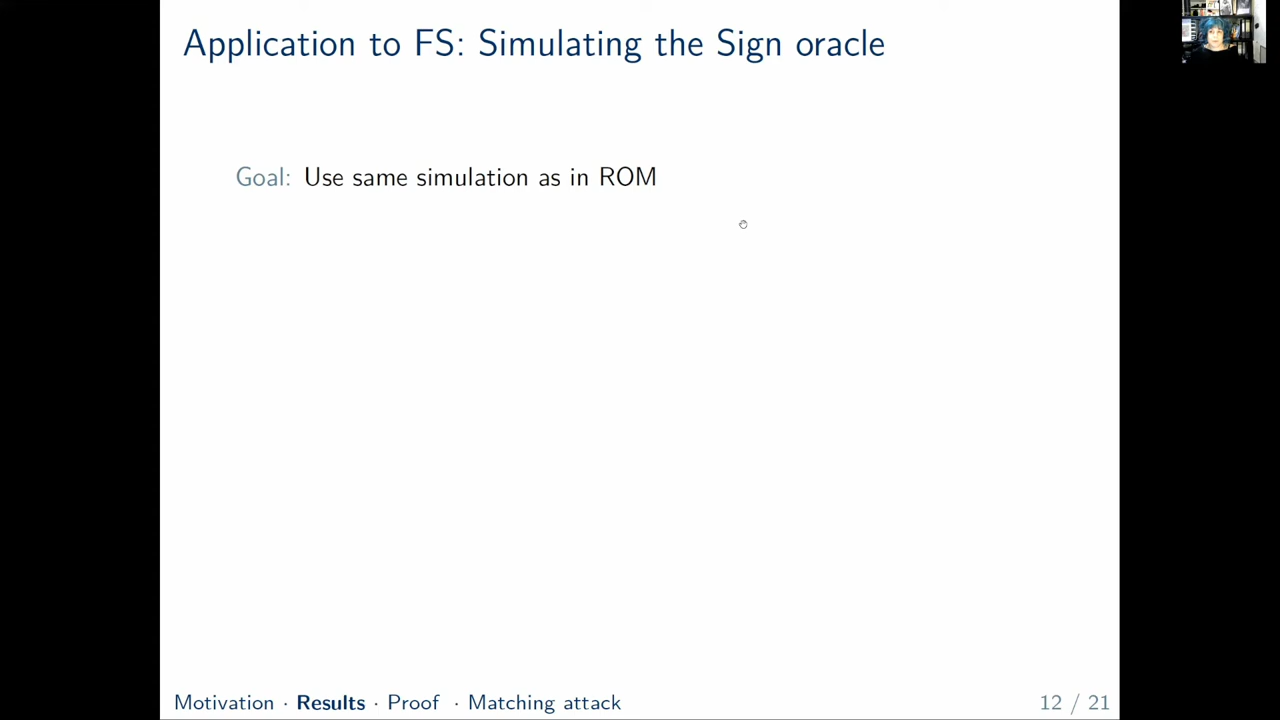 Application to FS: Simulating the Sign oracle
Goal: Use same simulation as in ROM
Motivation · Results · Proof · Matching attack
12 / 21